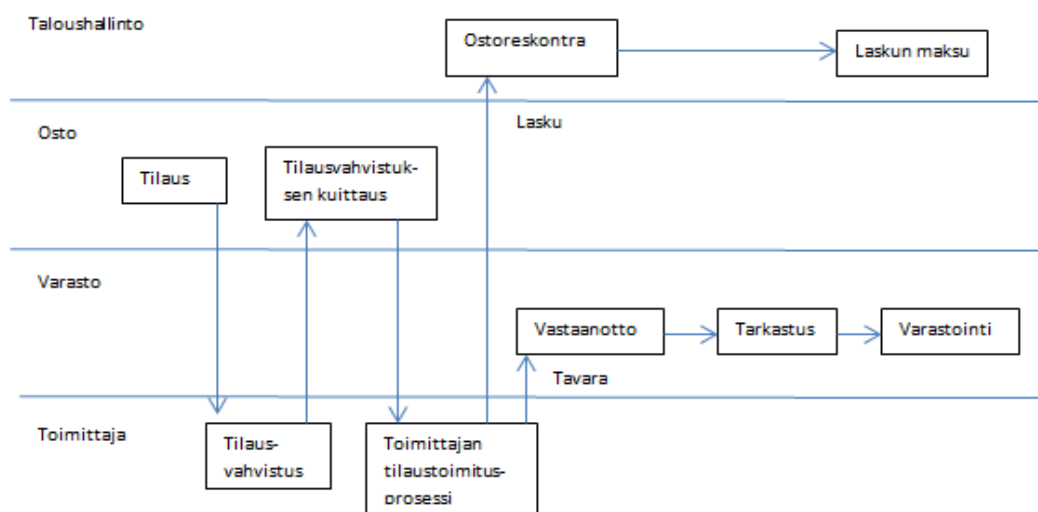 Taloushallinto
Ostoreskontra
Laskun maksu
Lasku
Osto
Tilaus
Tilausvahvistuk-
sen kuittaus
Varasto
Vastaanotto
Tarkastus
Varastointi
Tavara
Toimittaja
Tilaus-
vahvistus
Toimittajan
tilaustoimitus-
prosessi